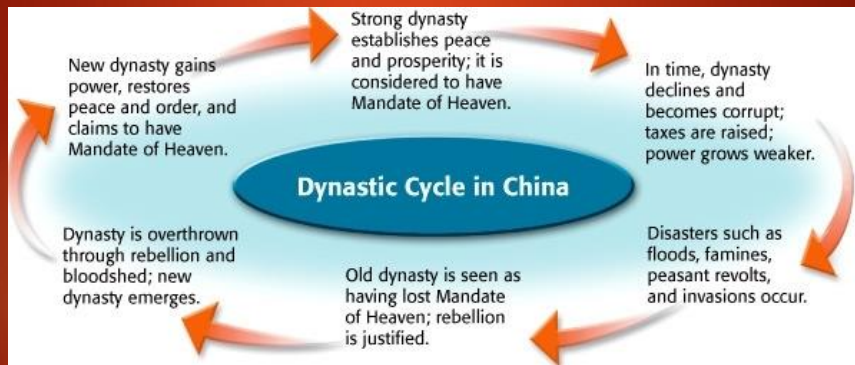 Strong dynasty
establishes peace
and prosperity; it is
considered to have
Mandate of Heaven.
In time, dynasty
declines and
becomes corrupt;
taxes are raised;
power grows weaker.
Disasters such as
floods, famines,
peasant revolts,
and invasions occur.
Old dynasty is seen as
having lost Mandate
of Heaven; rebellion
is justified.
Dynasty is overthrown
through rebellion and
bloodshed; new
dynasty emerges.
New dynasty gains
power, restores
peace and order, and
claims to have
Mandate of Heaven.
Dynastic Cycle in China